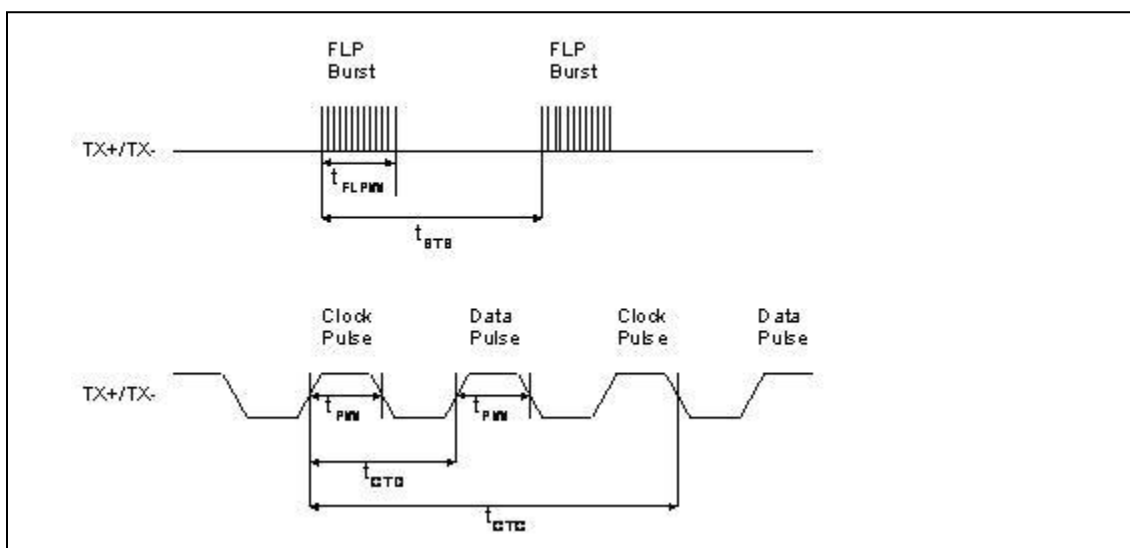 FLP
Burst
FLP
Burst
TX+/TX-
t FLPW
t BTB
Clock
Pulse
Data
Pulse
Clock
Pulse
Data
Pulse
TX+/TX-
t PW
t PW
t CTD
t CTC